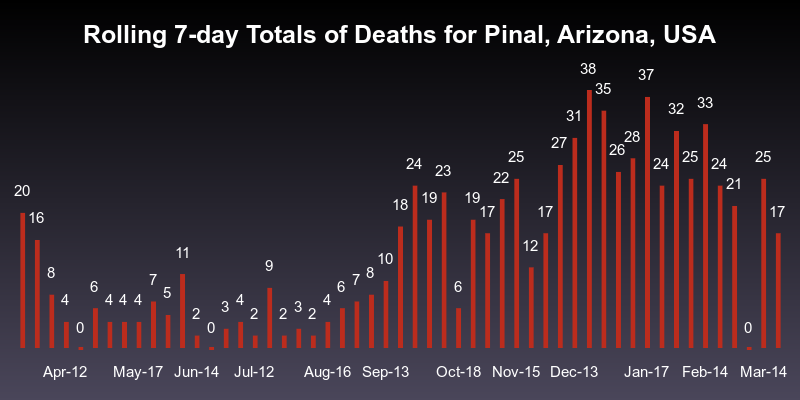 Rolling 7-day Totals of Deaths for Pinal, Arizona, USA
20 16 8 4 0 6 4 4 4 7 5 11 2 0 3 4 2 9 2 3 2 4 6 7 8 10 18 24 19 23 6 19 17 22 25 12 17 27 31 38 35 26 28 37 24 32 25 33 24 21 0 25 17
Apr-12 May-17 Jun-14 Jul-12 Aug-16 Sep-13 Oct-18 Nov-15 Dec-13 Jan-17 Feb-14 Mar-14